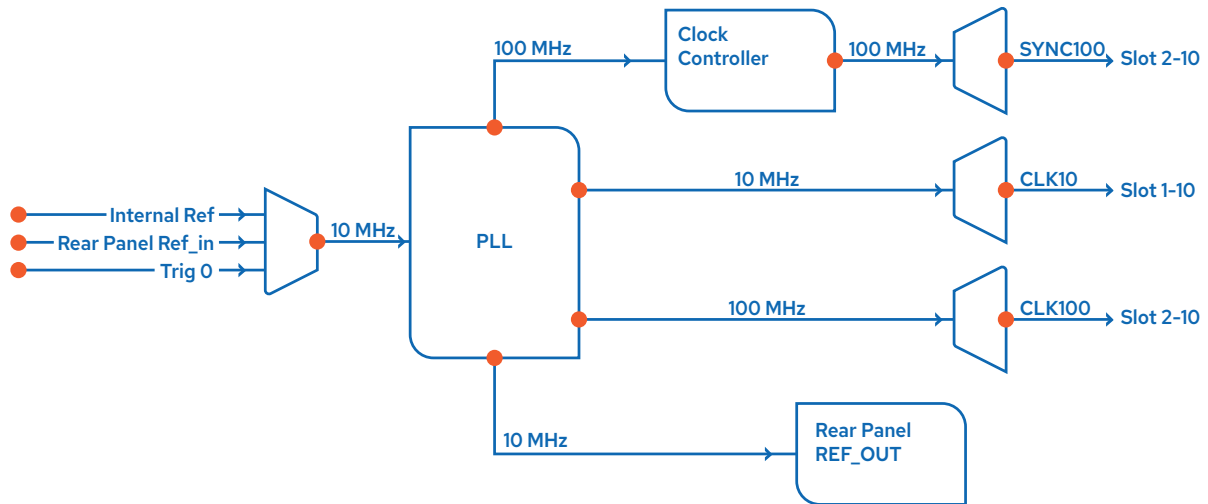 Clock
Controller
100 MHz
100 MHz
SYNC100
Slot 2-10
10 MHz
CLK10
Slot 1-10
Internal Ref
Rear Panel Ref_in
Trig 0
10 MHz
PLL
100 MHz
CLK100
Slot 2-10
10 MHz
Rear Panel
REF_OUT